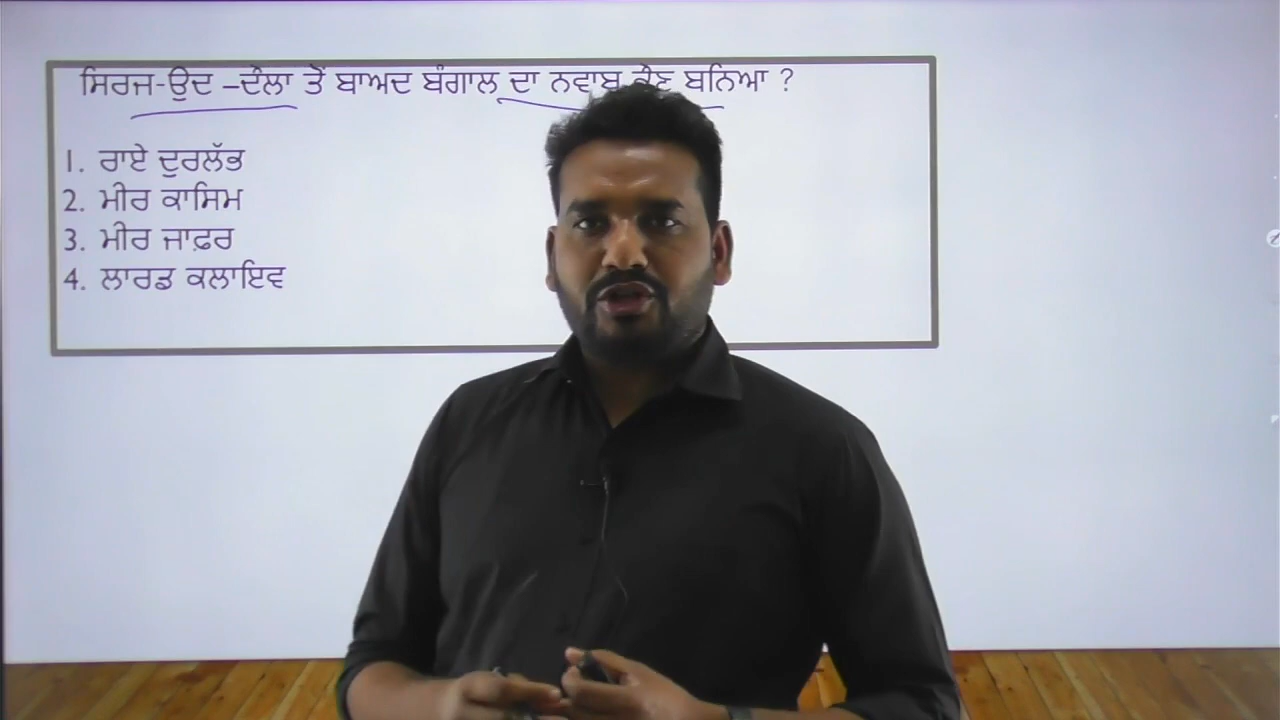 ਸਿਰਜ-ਉਦ –ਦੌਲਾ ਤੋਂ ਬਾਅਦ ਬੰਗਾਲ ਦਾ ਨਵਾਬ ਕੌਣ ਬਨਿਆ ?
1. ਰਾਏ ਦੁਰਲੱਭ
2. ਮੀਰ ਕਾਸਿਮ
3. ਮੀਰ ਜਾਫ਼ਰ
4. ਲਾਰਡ ਕਲਾਇਵ